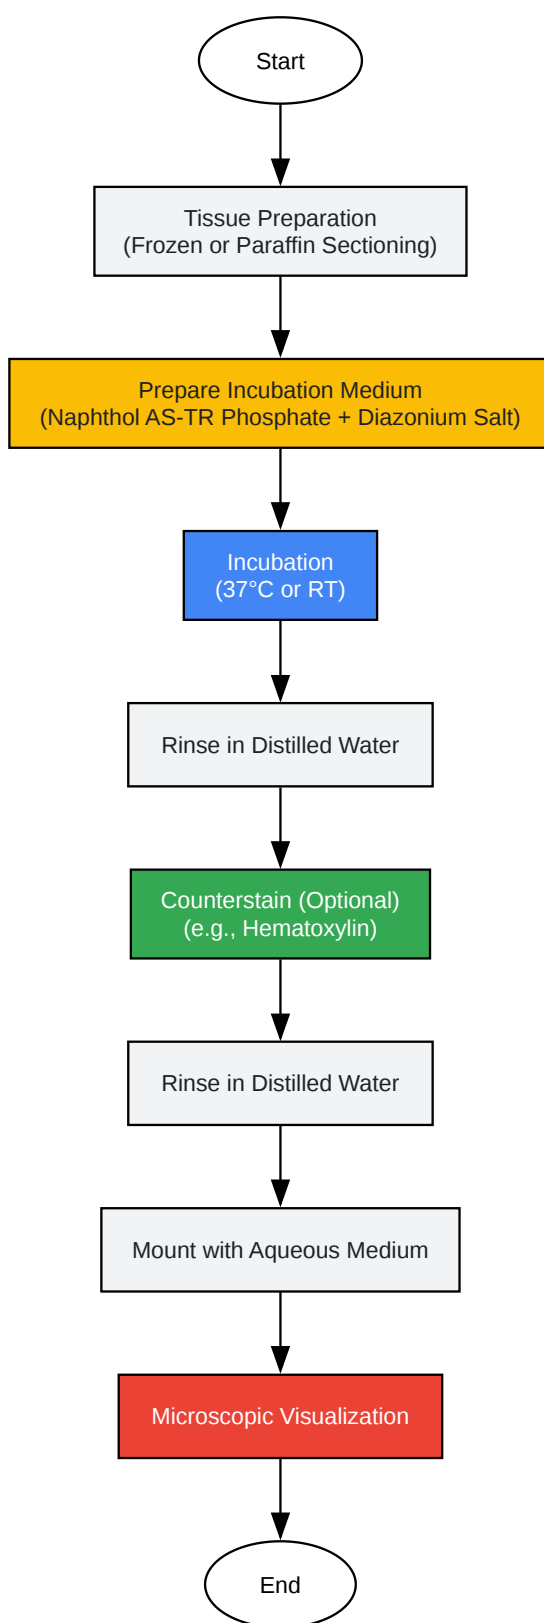 Start
Tissue Preparation
(Frozen or Paraffin Sectioning)
Prepare Incubation Medium
(Naphthol AS-TR Phosphate + Diazonium Salt)
Incubation
(37°C or RT)
Rinse in Distilled Water
Counterstain (Optional)
(e.g., Hematoxylin)
Rinse in Distilled Water
Mount with Aqueous Medium
Microscopic Visualization
End